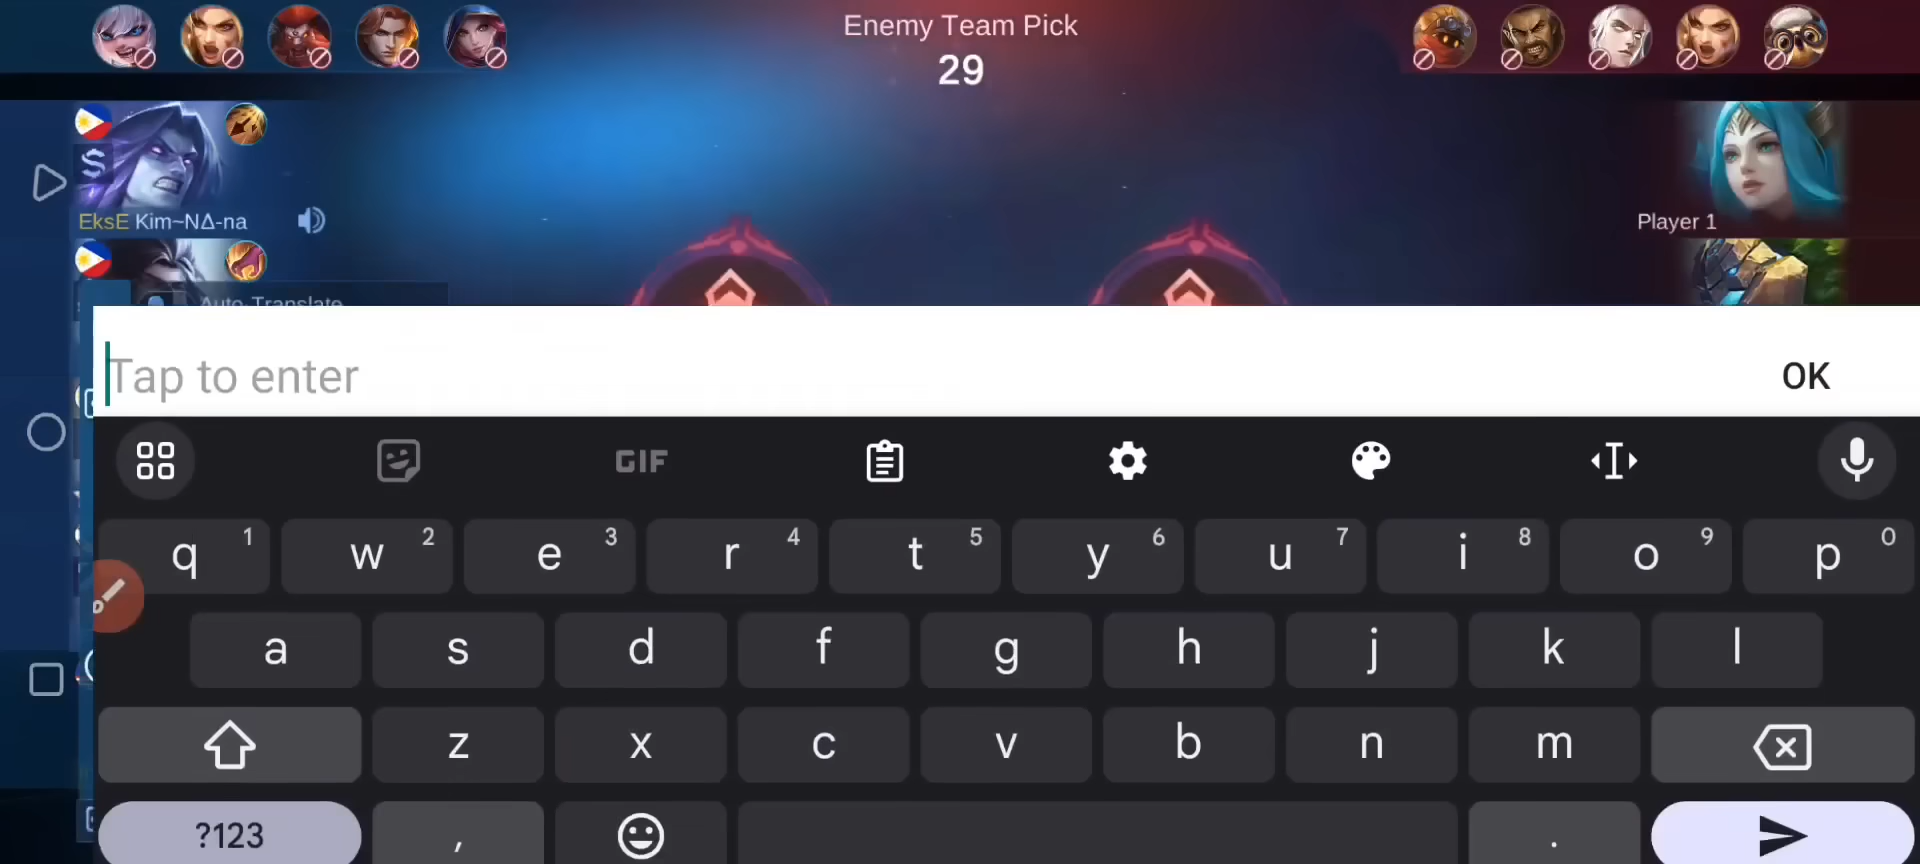 Enemy Team Pick
29
EksE Kim~NΔ-na
Player 1
Auto-Translate
Tap to enter
OK
GIF
q 1 w 2 e 3 r 4 t 5 y 6 u 7 i 8 o 9 p 0
a s d f g h j k l
z x c v b n m
?123 , .